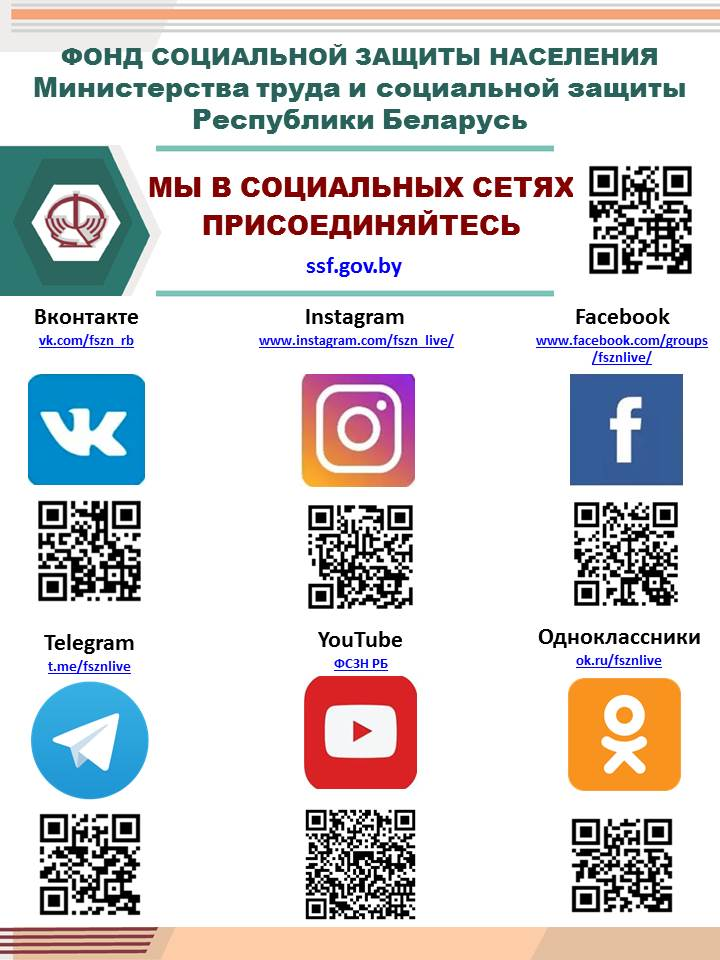 ФОНД СОЦИАЛЬНОЙ ЗАЩИТЫ НАСЕЛЕНИЯ
Министерства труда и социальной защиты
Республики Беларусь
МЫ В СОЦИАЛЬНЫХ СЕТЯХ
ПРИСОЕДИНЯЙТЕСЬ
ssf.gov.by
Вконтакте
vk.com/fszn_rb
Instagram
www.instagram.com/fszn_live/
Facebook
www.facebook.com/groups
/fsznlive/
Telegram
t.me/fsznlive
YouTube
ФСЗН РБ
Одноклассники
ok.ru/fsznlive